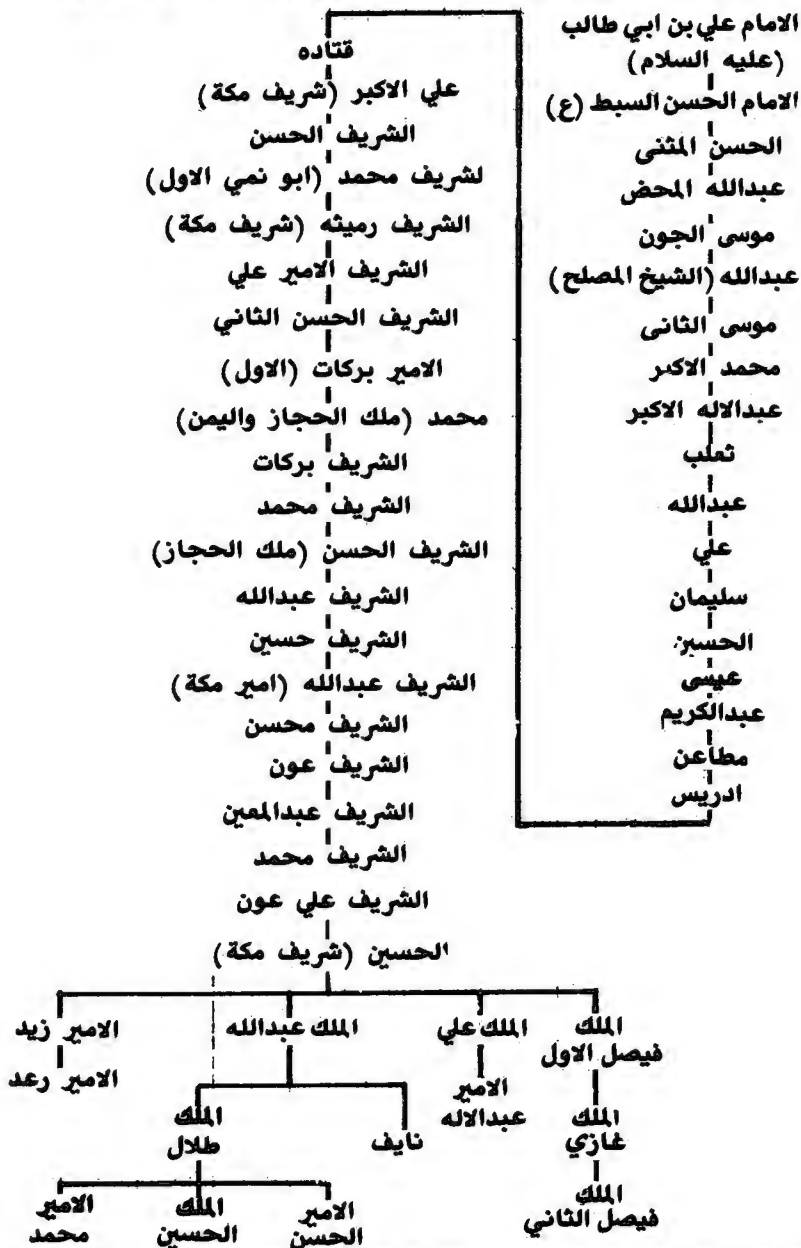 الامام علي بن ابي طالب
(عليه السلام)
الامام الحسن السبط (ع)
الحسن المثنى
عبدالله المحض
موسى الجون
عبدالله (الشيخ المصلح)
موسى الثانى
محمد الاكبر
عبدالاله الاكبر
ثعلب
عبدالله
علي
سليمان
الحسين
عيسى
عبدالكريم
مطاعن
ادريس
قتاده
علي الاكبر (شريف مكة)
الشريف الحسن
لشريف محمد (ابو نمي الاول)
الشريف رميثه (شريف مكة)
الشريف الامير علي
الشريف الحسن الثاني
الامير بركات (الاول)
محمد (ملك الحجاز واليمن)
الشريف بركات
الشريف محمد
الشريف الحسن (ملك الحجاز)
الشريف عبدالله
الشريف حسين
الشريف عبدالله (امير مكة)
الشريف محسن
الشريف عون
الشريف عبدالمعين
الشريف محمد
الشريف علي عون
الحسين (شريف مكة)
الملك
فيصل الاول
الملك علي
الملك عبدالله
الامير زيد
الملك
غازي
الامير
عبدالاله
نايف
الملك
طلال
الامير رعد
الملك
فيصل الثاني
الامير
الحسن
الملك
الحسين
الامير
محمد